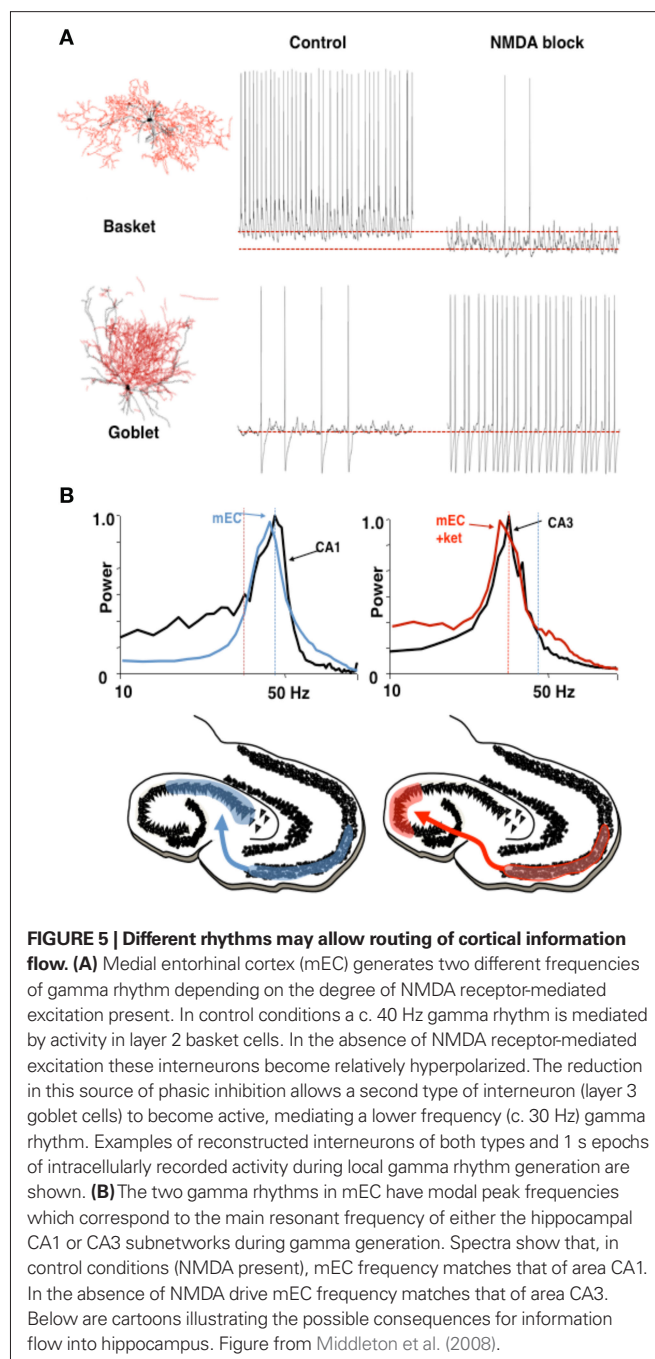 A
Control NMDA block
Basket
Goblet
B
1.0
mEC
CA1
Power
0
10 50 Hz
1.0
mEC
+ket
CA3
Power
0
10 50 Hz
FIGURE 5 | Different rhythms may allow routing of cortical information
flow. (A) Medial entorhinal cortex (mEC) generates two different frequencies
of gamma rhythm depending on the degree of NMDA receptor-mediated
excitation present. In control conditions a c. 40 Hz gamma rhythm is mediated
by activity in layer 2 basket cells. In the absence of NMDA receptor-mediated
excitation these interneurons become relatively hyperpolarized. The reduction
in this source of phasic inhibition allows a second type of interneuron (layer 3
goblet cells) to become active, mediating a lower frequency (c. 30 Hz) gamma
rhythm. Examples of reconstructed interneurons of both types and 1 s epochs
of intracellularly recorded activity during local gamma rhythm generation are
shown. (B) The two gamma rhythms in mEC have modal peak frequencies
which correspond to the main resonant frequency of either the hippocampal
CA1 or CA3 subnetworks during gamma generation. Spectra show that, in
control conditions (NMDA present), mEC frequency matches that of area CA1.
In the absence of NMDA drive mEC frequency matches that of area CA3.
Below are cartoons illustrating the possible consequences for information
flow into hippocampus. Figure from Middleton et al. (2008).